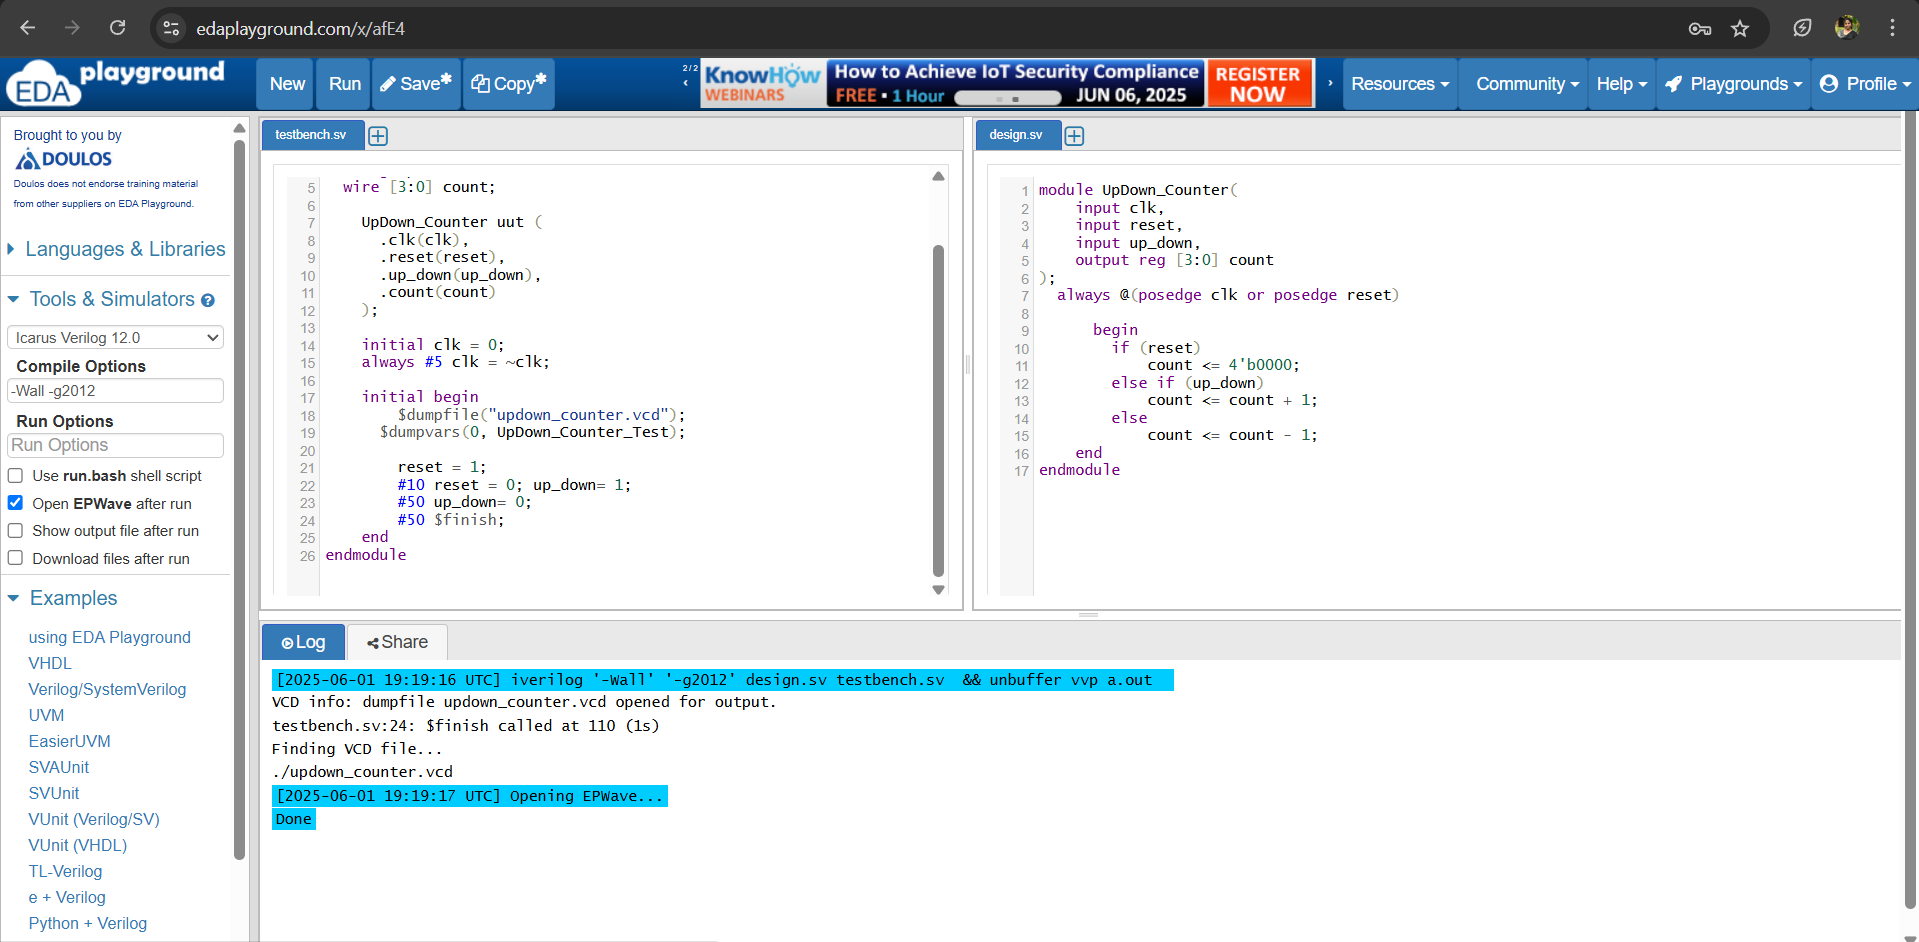 edaplayground.com/x/afE4
EDA playground
New
Run
Save*
Copy*
2/2
KnowHow
WEBINARS
How to Achieve IoT Security Compliance
FREE • 1 Hour
JUN 06, 2025
REGISTER
NOW
Resources
Community
Help
Playgrounds
Profile
Brought to you by
DOULOS
Doulos does not endorse training material
from other suppliers on EDA Playground.
Languages & Libraries
Tools & Simulators
Icarus Verilog 12.0
Compile Options
-Wall -g2012
Run Options
Run Options
Use run.bash shell script
Open EPWave after run
Show output file after run
Download files after run
Examples
using EDA Playground
VHDL
Verilog/SystemVerilog
UVM
EasierUVM
SVAUnit
SVUnit
VUnit (Verilog/SV)
VUnit (VHDL)
TL-Verilog
e + Verilog
Python + Verilog
testbench.sv
5 wire [3:0] count;
6
7 UpDown_Counter uut (
8 .clk(clk),
9 .reset(reset),
10 .up_down(up_down),
11 .count(count)
12 );
13
14 initial clk = 0;
15 always #5 clk = ~clk;
16
17 initial begin
18 $dumpfile("updown_counter.vcd");
19 $dumpvars(0, UpDown_Counter_Test);
20
21 reset = 1;
22 #10 reset = 0; up_down= 1;
23 #50 up_down= 0;
24 #50 $finish;
25 end
26 endmodule
design.sv
1 module UpDown_Counter(
2 input clk,
3 input reset,
4 input up_down,
5 output reg [3:0] count
6 );
7 always @(posedge clk or posedge reset)
8
9 begin
10 if (reset)
11 count <= 4'b0000;
12 else if (up_down)
13 count <= count + 1;
14 else
15 count <= count - 1;
16 end
17 endmodule
Log
Share
[2025-06-01 19:19:16 UTC] iverilog '-Wall' '-g2012' design.sv testbench.sv && unbuffer vvp a.out
VCD info: dumpfile updown_counter.vcd opened for output.
testbench.sv:24: $finish called at 110 (1s)
Finding VCD file...
./updown_counter.vcd
[2025-06-01 19:19:17 UTC] Opening EPWave...
Done